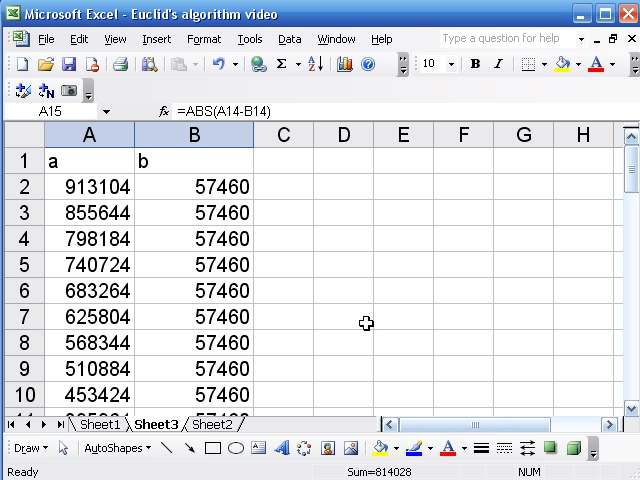 Microsoft Excel - Euclid's algorithm video
File Edit View Insert Format Tools Data Window Help Type a question for help
10 B I U
A15 fx =ABS(A14-B14)
A B C D E F G H
1 a b
2 913104 57460
3 855644 57460
4 798184 57460
5 740724 57460
6 683264 57460
7 625804 57460
8 568344 57460
9 510884 57460
10 453424 57460
Sheet1 Sheet3 Sheet2
Draw AutoShapes
Ready Sum=814028 NUM